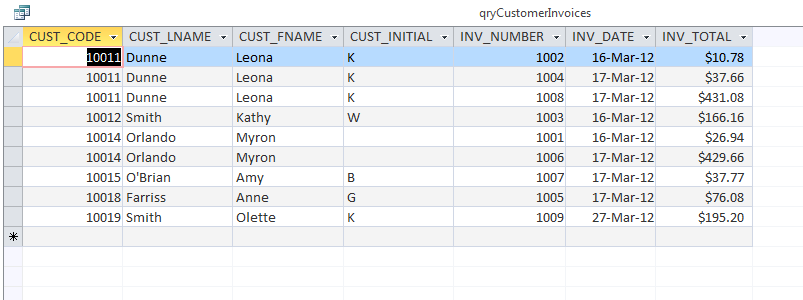 qryCustomerInvoices
CUST_CODE CUST_LNAME CUST_FNAME CUST_INITIAL INV_NUMBER INV_DATE INV_TOTAL
10011 Dunne Leona K 1002 16-Mar-12 $10.78
10011 Dunne Leona K 1004 17-Mar-12 $37.66
10011 Dunne Leona K 1008 17-Mar-12 $431.08
10012 Smith Kathy W 1003 16-Mar-12 $166.16
10014 Orlando Myron 1001 16-Mar-12 $26.94
10014 Orlando Myron 1006 17-Mar-12 $429.66
10015 O'Brian Amy B 1007 17-Mar-12 $37.77
10018 Farriss Anne G 1005 17-Mar-12 $76.08
10019 Smith Olette K 1009 27-Mar-12 $195.20